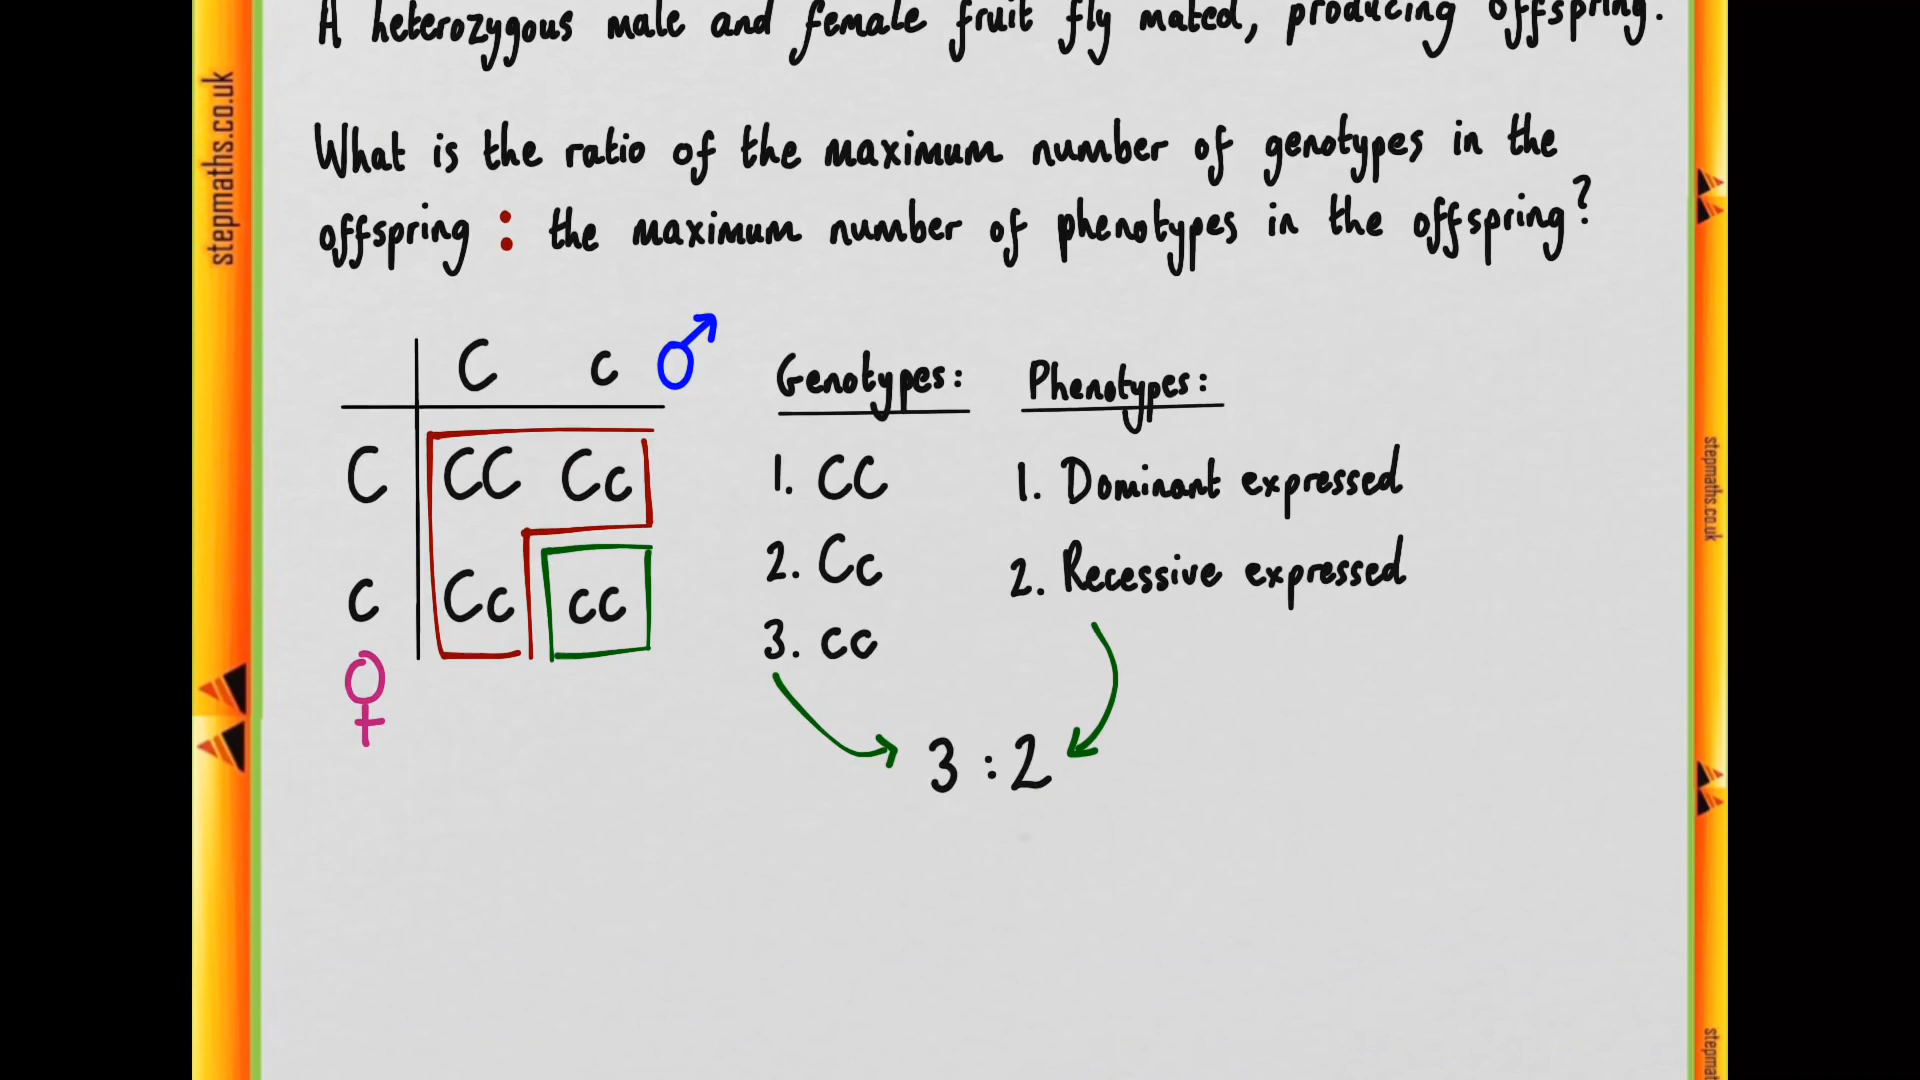 A heterozygous male and female fruit fly mated, producing offspring.
What is the ratio of the maximum number of genotypes in the
offspring : the maximum number of phenotypes in the offspring?
C c ♂
C CC Cc
c Cc cc
♀
Genotypes:
1. CC
2. Cc
3. cc
Phenotypes:
1. Dominant expressed
2. Recessive expressed
3 : 2
stepmaths.co.uk
stepmaths.co.uk
stepmat